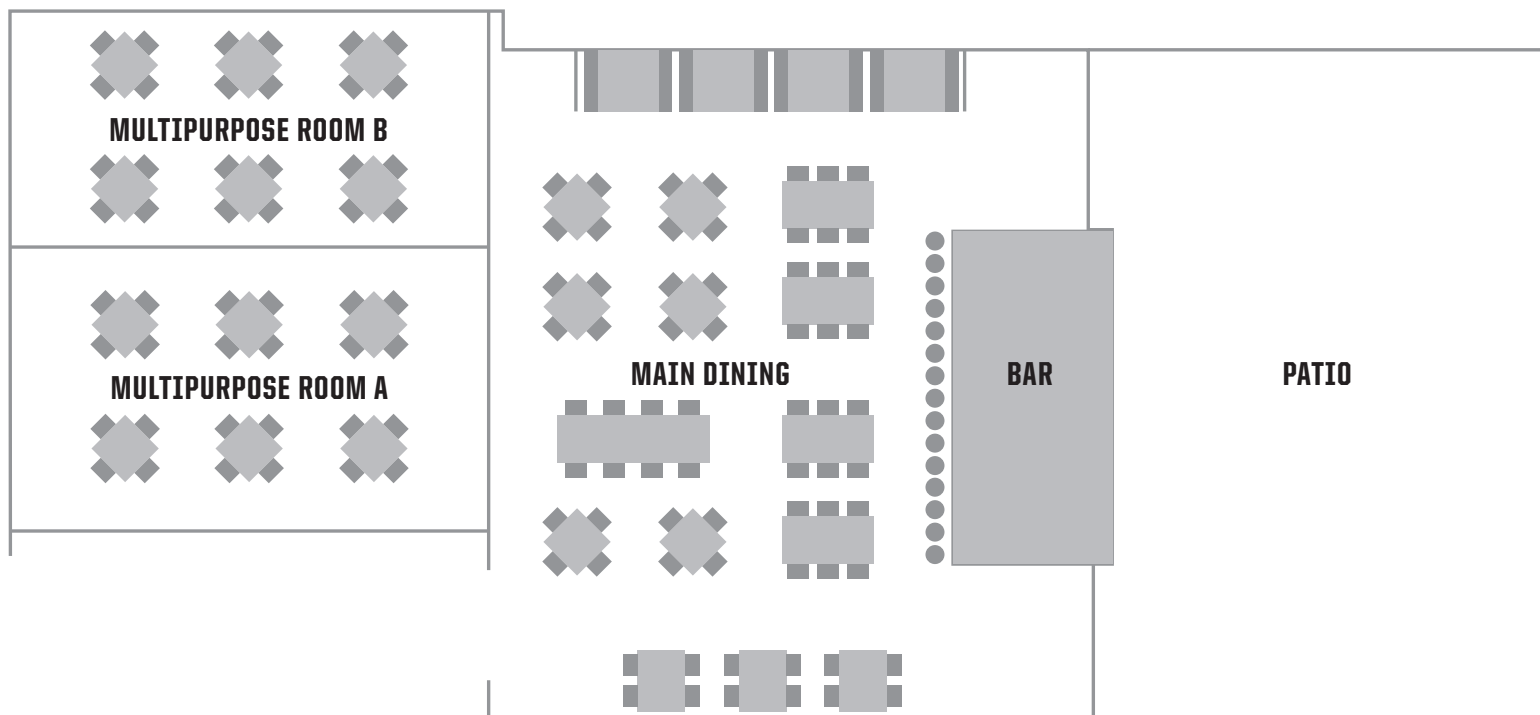 MULTIPURPOSE ROOM B
MULTIPURPOSE ROOM A
MAIN DINING
BAR
PATIO